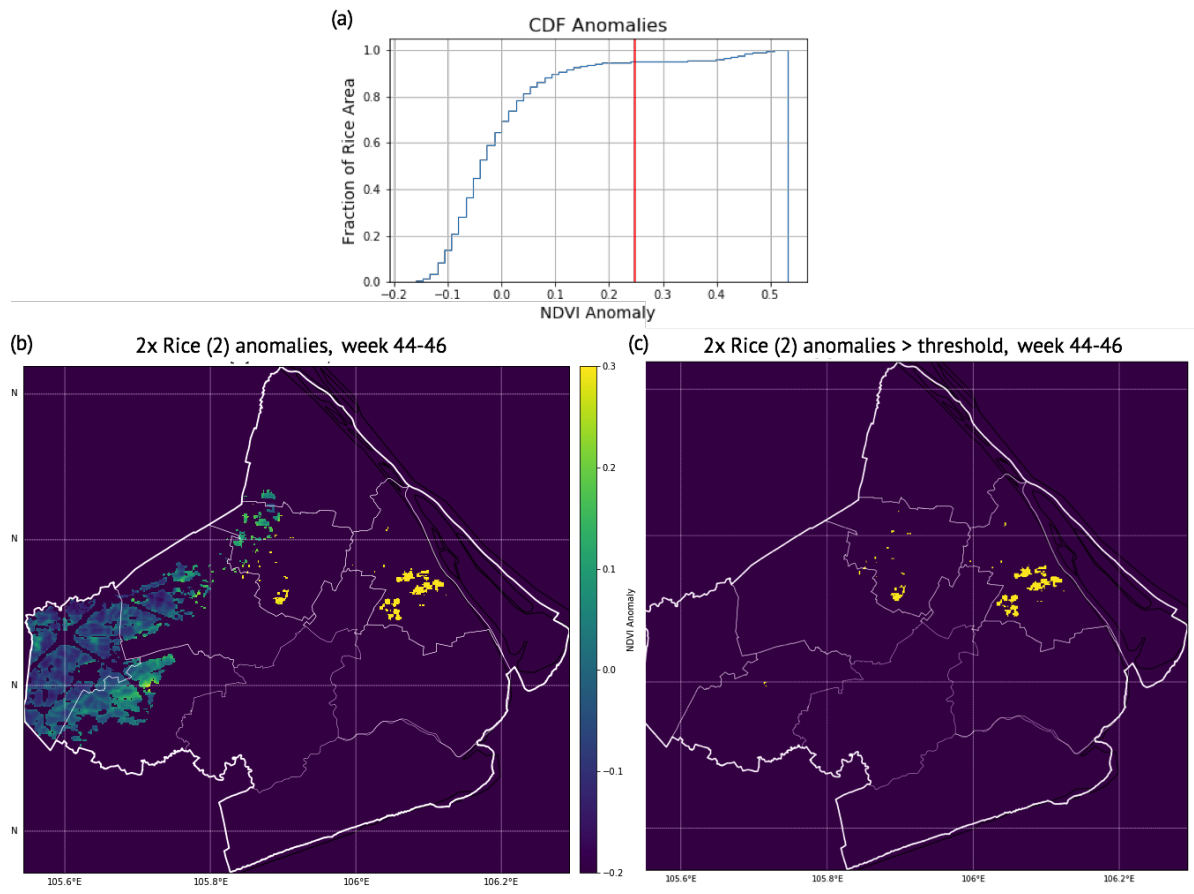 (a)
CDF Anomalies
Fraction of Rice Area
1.0
0.8
0.6
0.4
0.2
0.0
−0.2 −0.1 0.0 0.1 0.2 0.3 0.4 0.5
NDVI Anomaly
(b)
2x Rice (2) anomalies, week 44-46
N
N
N
N
105.6°E 105.8°E 106°E 106.2°E
0.3
0.2
0.1
0.0
−0.1
−0.2
NDVI Anomaly
(c)
2x Rice (2) anomalies > threshold, week 44-46
105.6°E 105.8°E 106°E 106.2°E